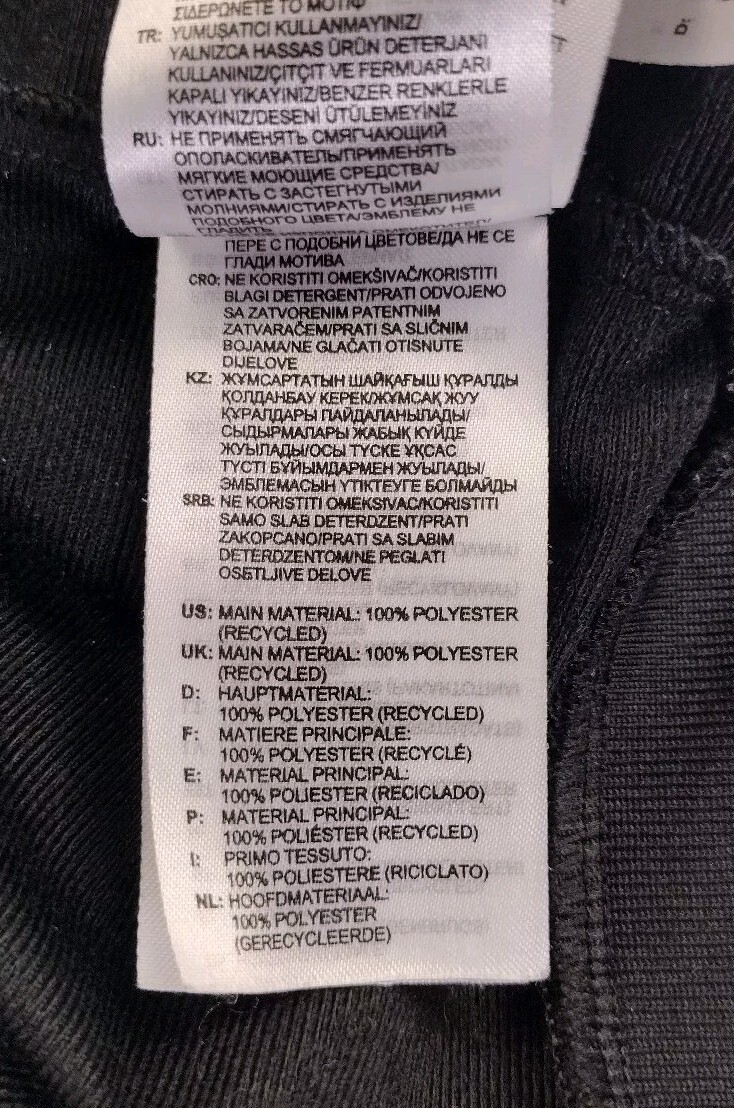 ΣΙΔΕΡΩΝΕΤΕ ΤΟ ΜΟΤΙΦ
TR: YUMUŞATICI KULLANMAYINIZ/
YALNIZCA HASSAS ÜRÜN DETERJANI
KULLANINIZ/ÇITÇIT VE FERMUARLARI
KAPALI YIKAYINIZ/BENZER RENKLERLE
YIKAYINIZ/DESENİ ÜTÜLEMEYİNİZ
RU: НЕ ПРИМЕНЯТЬ СМЯГЧАЮЩИЙ
ОПОЛАСКИВАТЕЛЬ/ПРИМЕНЯТЬ
МЯГКИЕ МОЮЩИЕ СРЕДСТВА/
СТИРАТЬ С ЗАСТЕГНУТЫМИ
МОЛНИЯМИ/СТИРАТЬ С ИЗДЕЛИЯМИ
ПОДОБНОГО ЦВЕТА/ЭМБЛЕМУ НЕ
ГЛАДИТЬ
ПЕРЕ С ПОДОБНИ ЦВЕТОВЕ/ДА НЕ СЕ
ГЛАДИ МОТИВА
CRO: NE KORISTITI OMEKŠIVAČ/KORISTITI
BLAGI DETERGENT/PRATI ODVOJENO
SA ZATVORENIM PATENTNIM
ZATVARAČEM/PRATI SA SLIČNIM
BOJAMA/NE GLAČATI OTISNUTE
DIJELOVE
KZ: ЖҰМСАРТАТЫН ШАЙҚАҒЫШ ҚҰРАЛДЫ
ҚОЛДАНБАУ КЕРЕК/ЖҰМСАҚ ЖУУ
ҚҰРАЛДАРЫ ПАЙДАЛАНЫЛАДЫ/
СЫДЫРМАЛАРЫ ЖАБЫҚ КҮЙДЕ
ЖУЫЛАДЫ/ОСЫ ТҮСКЕ ҰҚСАС
ТҮСТІ БҰЙЫМДАРМЕН ЖУЫЛАДЫ/
ЭМБЛЕМАСЫН ҮТІКТЕУГЕ БОЛМАЙДЫ
SRB: NE KORISTITI OMEKSIVAC/KORISTITI
SAMO SLAB DETERDZENT/PRATI
ZAKOPCANO/PRATI SA SLABIM
DETERDZENTOM/NE PEGLATI
OSETLJIVE DELOVE
US: MAIN MATERIAL: 100% POLYESTER
(RECYCLED)
UK: MAIN MATERIAL: 100% POLYESTER
(RECYCLED)
D: HAUPTMATERIAL:
100% POLYESTER (RECYCLED)
F: MATIERE PRINCIPALE:
100% POLYESTER (RECYCLÉ)
E: MATERIAL PRINCIPAL:
100% POLIESTER (RECICLADO)
P: MATERIAL PRINCIPAL:
100% POLIÉSTER (RECYCLED)
I: PRIMO TESSUTO:
100% POLIESTERE (RICICLATO)
NL: HOOFDMATERIAAL:
100% POLYESTER
(GERECYCLEERDE)